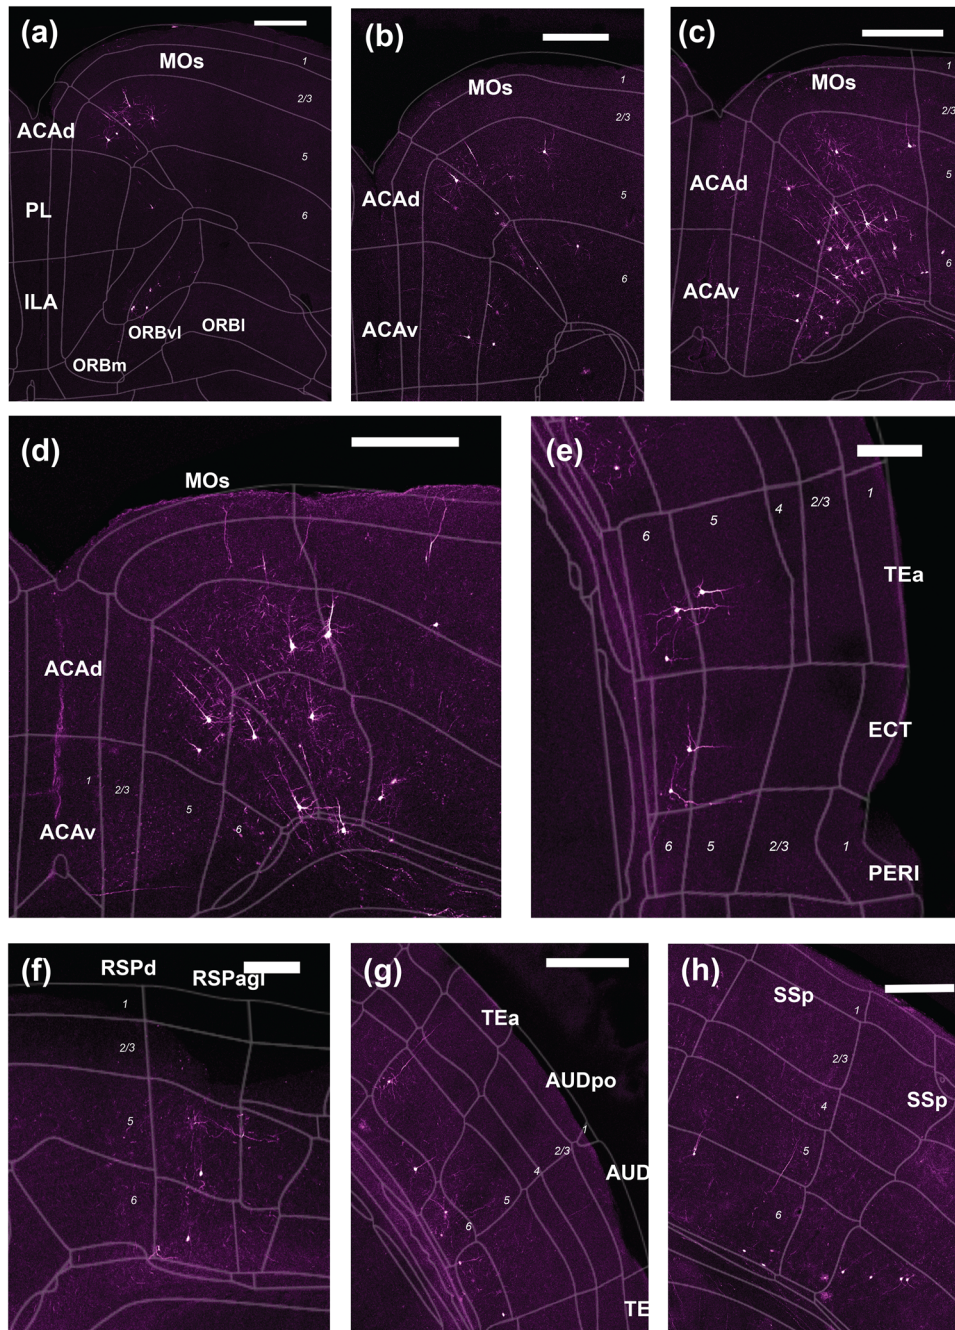 (a)
MOs
1
2/3
ACAd
5
PL
6
ILA
ORBvl
ORBl
ORBm
(b)
MOs
1
2/3
ACAd
5
6
ACAv
(c)
1
MOs
2/3
ACAd
5
ACAv
6
(d)
MOs
ACAd
1
2/3
5
6
ACAv
(e)
1
2/3
4
5
6
TEa
ECT
6
5
2/3
1
PERI
(f)
RSPd
RSPagl
1
2/3
5
6
(g)
TEa
AUDpo
1
2/3
AUD
4
5
6
TE
(h)
SSp
1
2/3
SSp
4
5
6